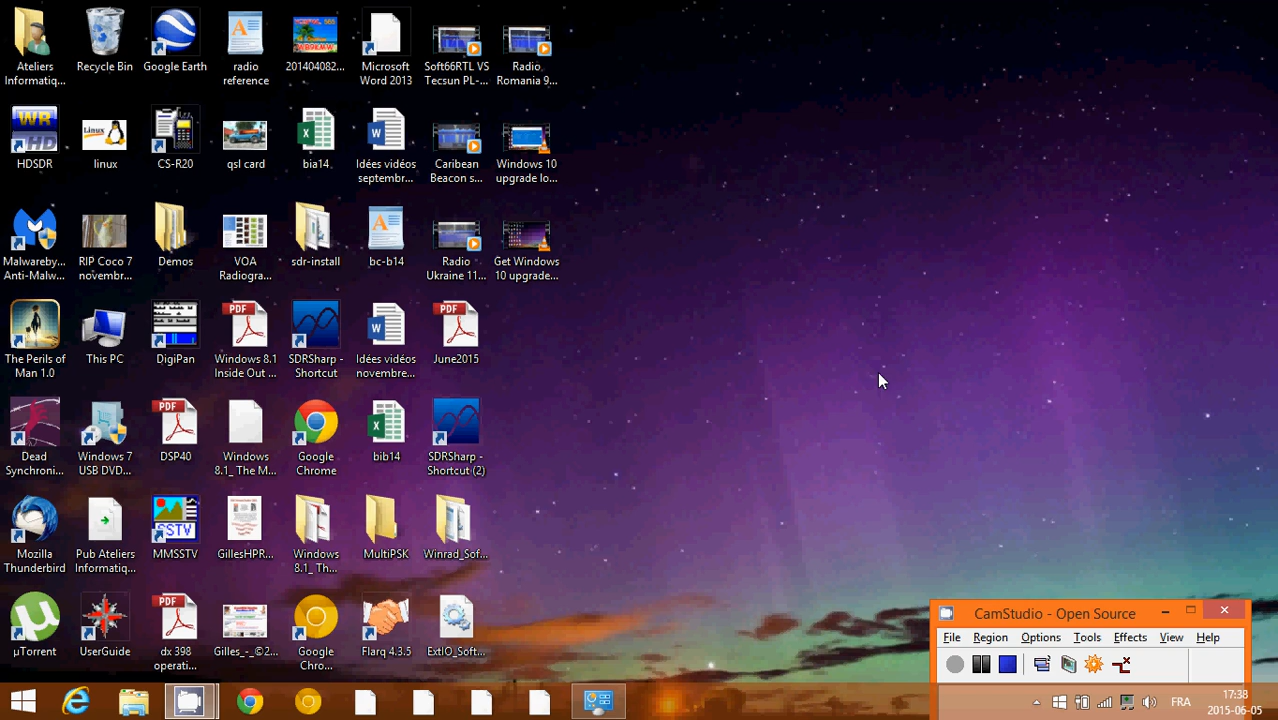 Ateliers
Informatiq...
Recycle Bin
Google Earth
radio
reference
201404082...
Microsoft
Word 2013
Soft66RTL VS
Tecsun PL-...
Radio
Romania 9...
HDSDR
linux
CS-R20
qsl card
bia14
Idées vidéos
septembr...
Caribean
Beacon s...
Windows 10
upgrade lo...
Malwareby...
Anti-Malw...
RIP Coco 7
novembr...
Demos
VOA
Radiogra...
sdr-install
bc-b14
Radio
Ukraine 11...
Get Windows
10 upgrade...
The Perils of
Man 1.0
This PC
DigiPan
Windows 8.1
Inside Out ...
SDRSharp -
Shortcut
Idées vidéos
novembre...
June2015
Dead
Synchroni...
Windows 7
USB DVD...
DSP40
Windows
8.1_ The M...
Google
Chrome
bib14
SDRSharp -
Shortcut (2)
Mozilla
Thunderbird
Pub Ateliers
Informatiq...
MMSSTV
GillesHPR...
Windows
8.1_ Th...
MultiPSK
Winrad_Sof...
µTorrent
UserGuide
dx 398
operati...
Gilles_-_©2...
Google
Chro...
Flarq 4.3.5
ExtIO_Soft...
CamStudio - Open Source
File Region Options Tools Effects View Help
FRA
17:38
2015-06-05